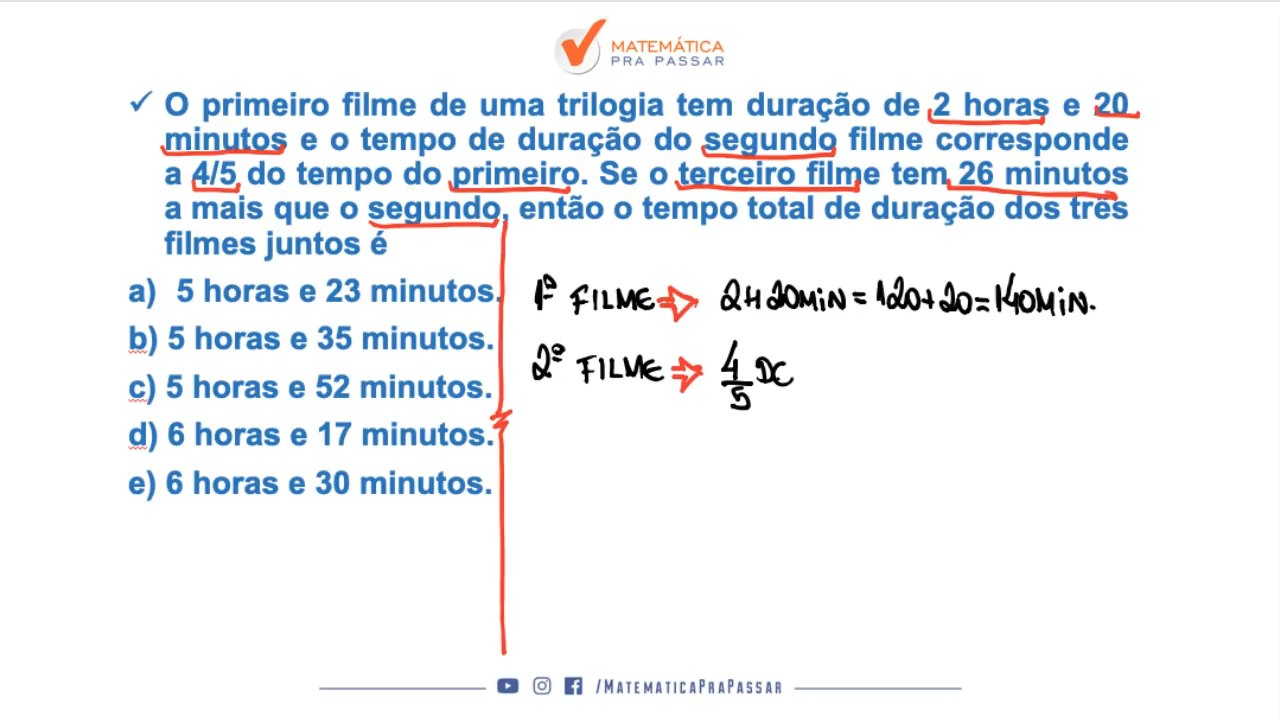 MATEMÁTICA
PRA PASSAR
✓ O primeiro filme de uma trilogia tem duração de 2 horas e 20
minutos e o tempo de duração do segundo filme corresponde
a 4/5 do tempo do primeiro. Se o terceiro filme tem 26 minutos
a mais que o segundo, então o tempo total de duração dos três
filmes juntos é
a) 5 horas e 23 minutos.
b) 5 horas e 35 minutos.
c) 5 horas e 52 minutos.
d) 6 horas e 17 minutos.
e) 6 horas e 30 minutos.
1º FILME ⇒ 2H20MIN = 120+20=140MIN.
2º FILME ⇒ 4/5 DE
/MATEMATICAPRAPASSAR